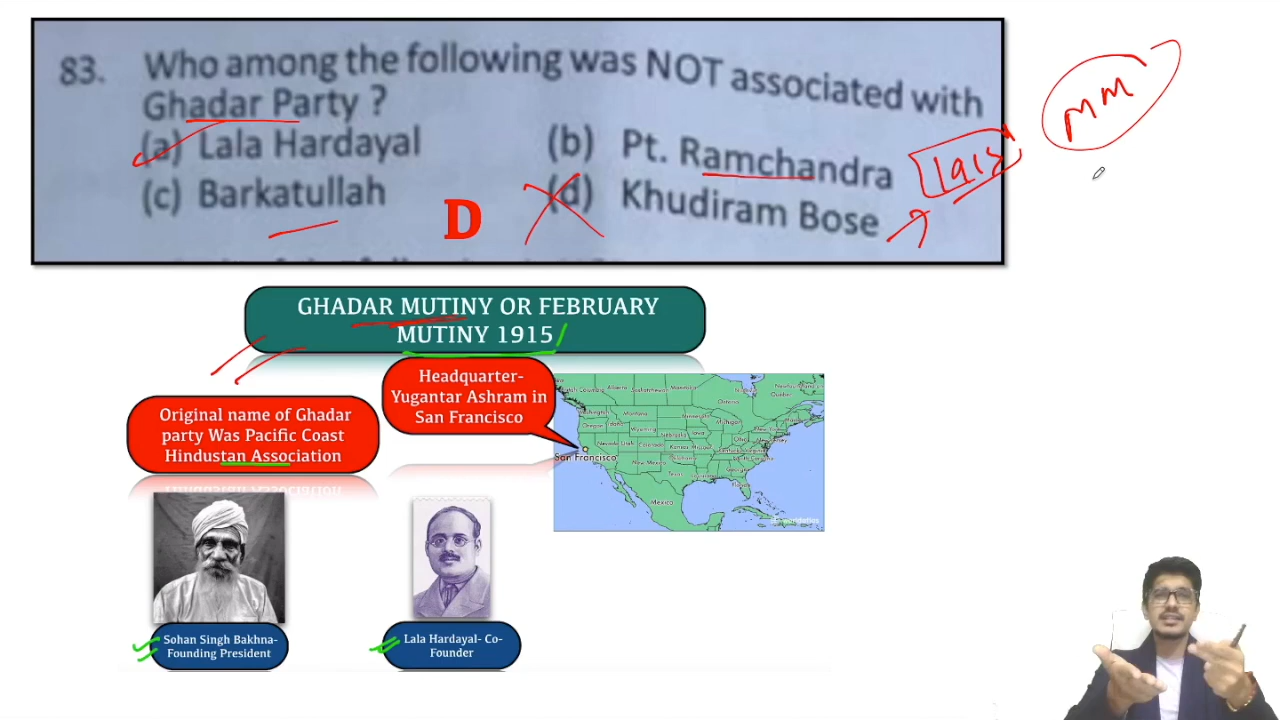 83. Who among the following was NOT associated with
Ghadar Party ?
(a) Lala Hardayal
(b) Pt. Ramchandra
(c) Barkatullah
(d) Khudiram Bose
D
1915
MM
GHADAR MUTINY OR FEBRUARY
MUTINY 1915
Headquarter-
Yugantar Ashram in
San Francisco
Original name of Ghadar
party Was Pacific Coast
Hindustan Association
San Francisco
Mexico
Sohan Singh Bakhna-
Founding President
Lala Hardayal- Co-
Founder